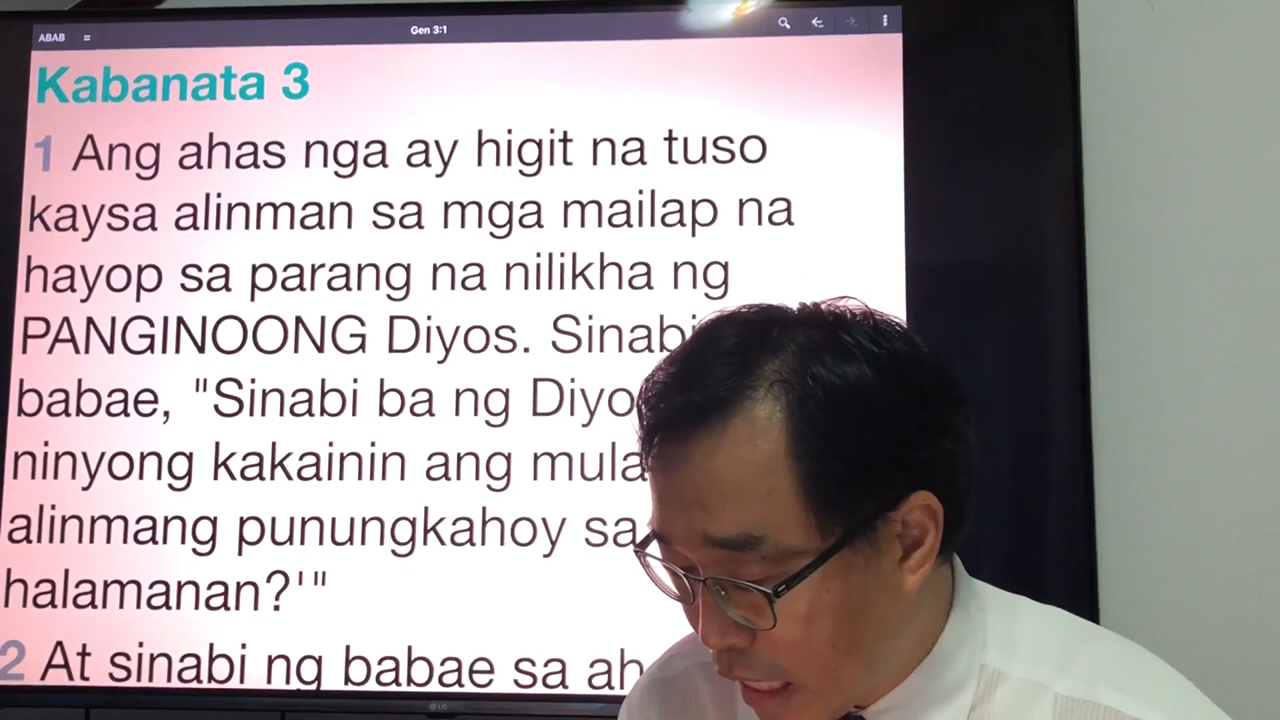 ABAB =
Gen 3:1
Kabanata 3
1 Ang ahas nga ay higit na tuso
kaysa alinman sa mga mailap na
hayop sa parang na nilikha ng
PANGINOONG Diyos. Sinabi
babae, "Sinabi ba ng
ninyong kakainin ang
alinmang punungkahoy sa
halamanan?'"
2 At sinabi ng babae sa
LG